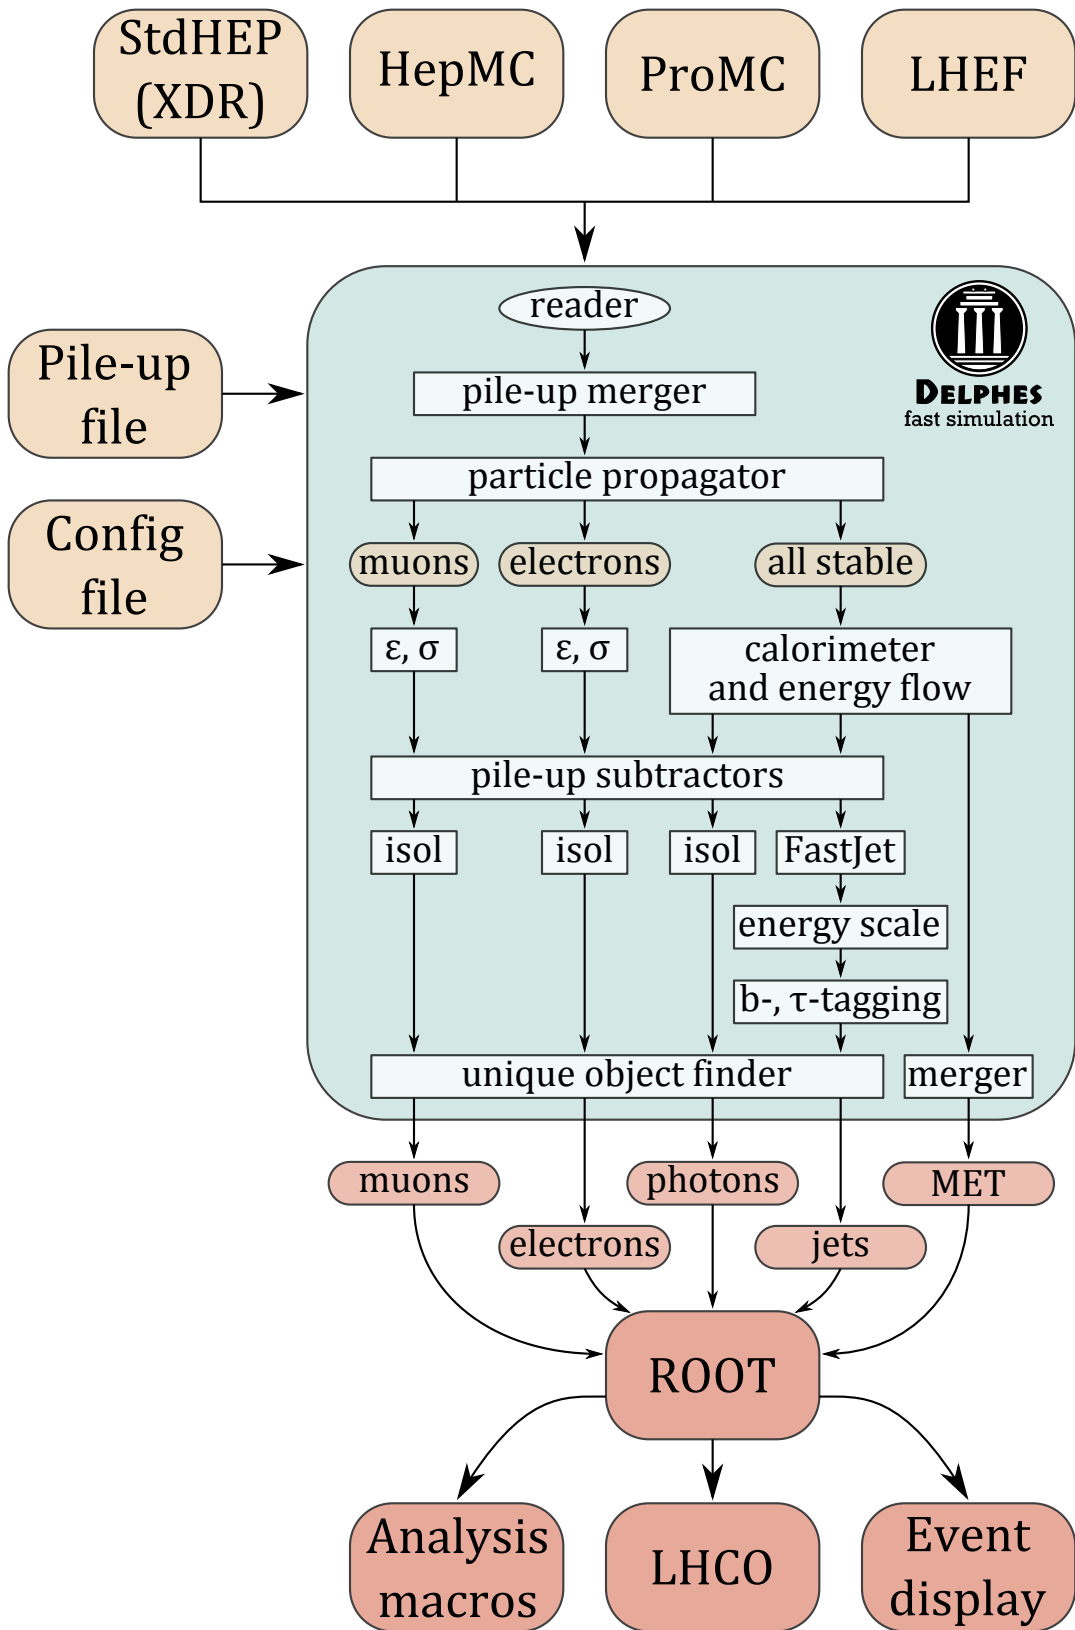 StdHEP
(XDR)
HepMC
ProMC
LHEF
reader
DELPHES
fast simulation
Pile-up
file
pile-up merger
particle propagator
Config
file
muons
electrons
all stable
ε, σ
ε, σ
calorimeter
and energy flow
pile-up subtractors
isol
isol
isol
FastJet
energy scale
b-, τ-tagging
unique object finder
merger
muons
photons
MET
electrons
jets
ROOT
Analysis
macros
LHCO
Event
display